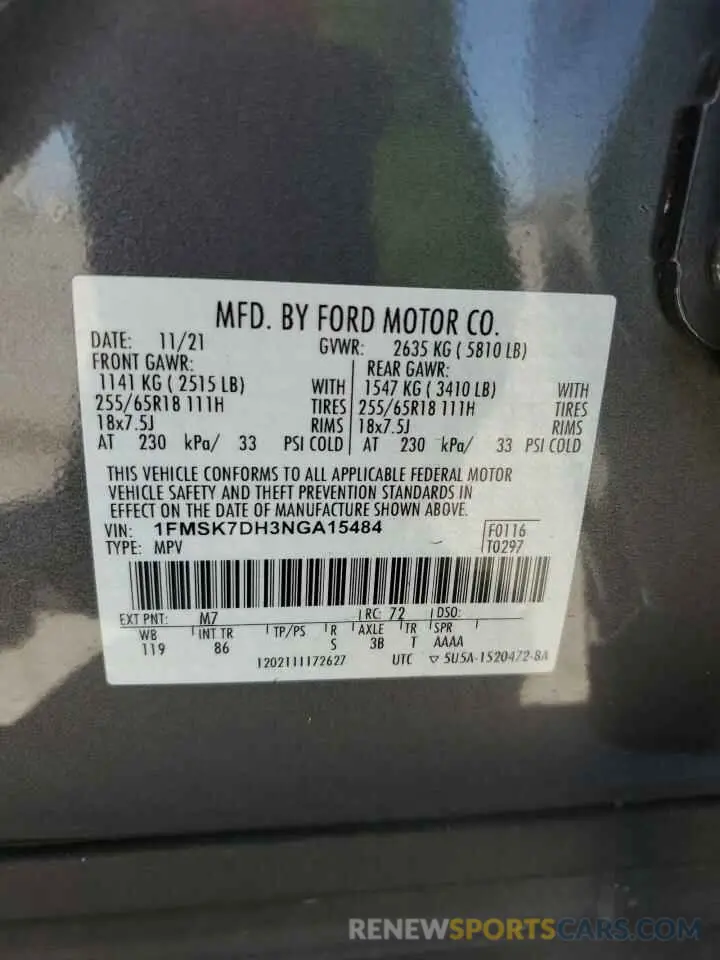 MFD. BY FORD MOTOR CO.
DATE: 11/21 GVWR: 2635 KG ( 5810 LB)
FRONT GAWR: REAR GAWR:
1141 KG ( 2515 LB) WITH 1547 KG ( 3410 LB) WITH
255/65R18 111H TIRES 255/65R18 111H TIRES
18x7.5J RIMS 18x7.5J RIMS
AT 230 kPa/ 33 PSI COLD AT 230 kPa/ 33 PSI COLD
THIS VEHICLE CONFORMS TO ALL APPLICABLE FEDERAL MOTOR
VEHICLE SAFETY AND THEFT PREVENTION STANDARDS IN
EFFECT ON THE DATE OF MANUFACTURE SHOWN ABOVE.
VIN: 1FMSK7DH3NGA15484 F0116
TYPE: MPV T0297
EXT PNT: M7 RC: 72 DSO:
WB INT TR TP/PS R AXLE TR SPR
119 86 S 3B T AAAA
1202111172627 UTC ▽ 5U5A-1520472-8A
RENEWSPORTSCARS.COM